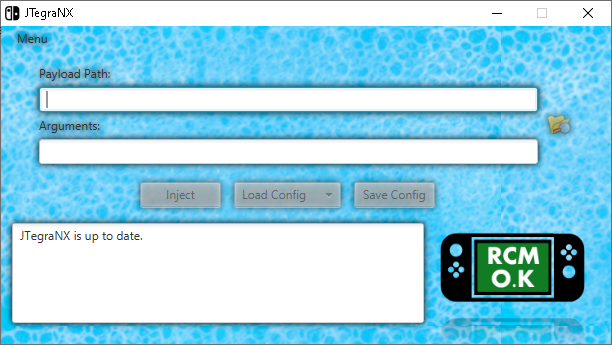 JTegraNX
Menu
Payload Path:
Arguments:
Inject
Load Config
Save Config
JTegraNX is up to date.
RCM
O.K